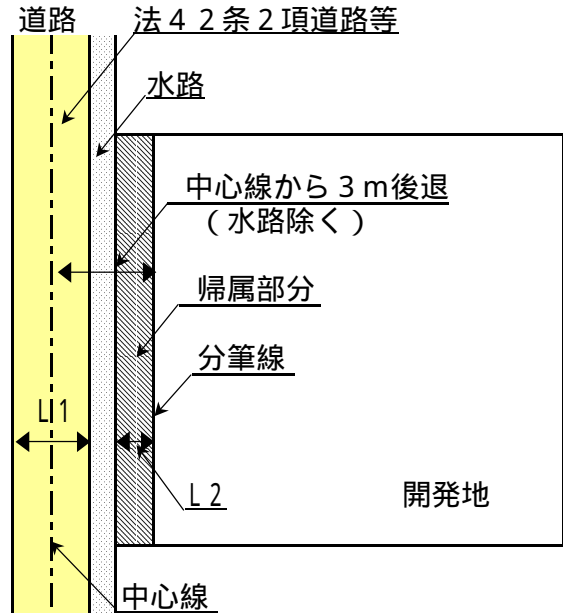 道路
法４２条２項道路等
水路
中心線から３ｍ後退
（水路除く）
帰属部分
分筆線
Ｌ1
Ｌ2
開発地
中心線